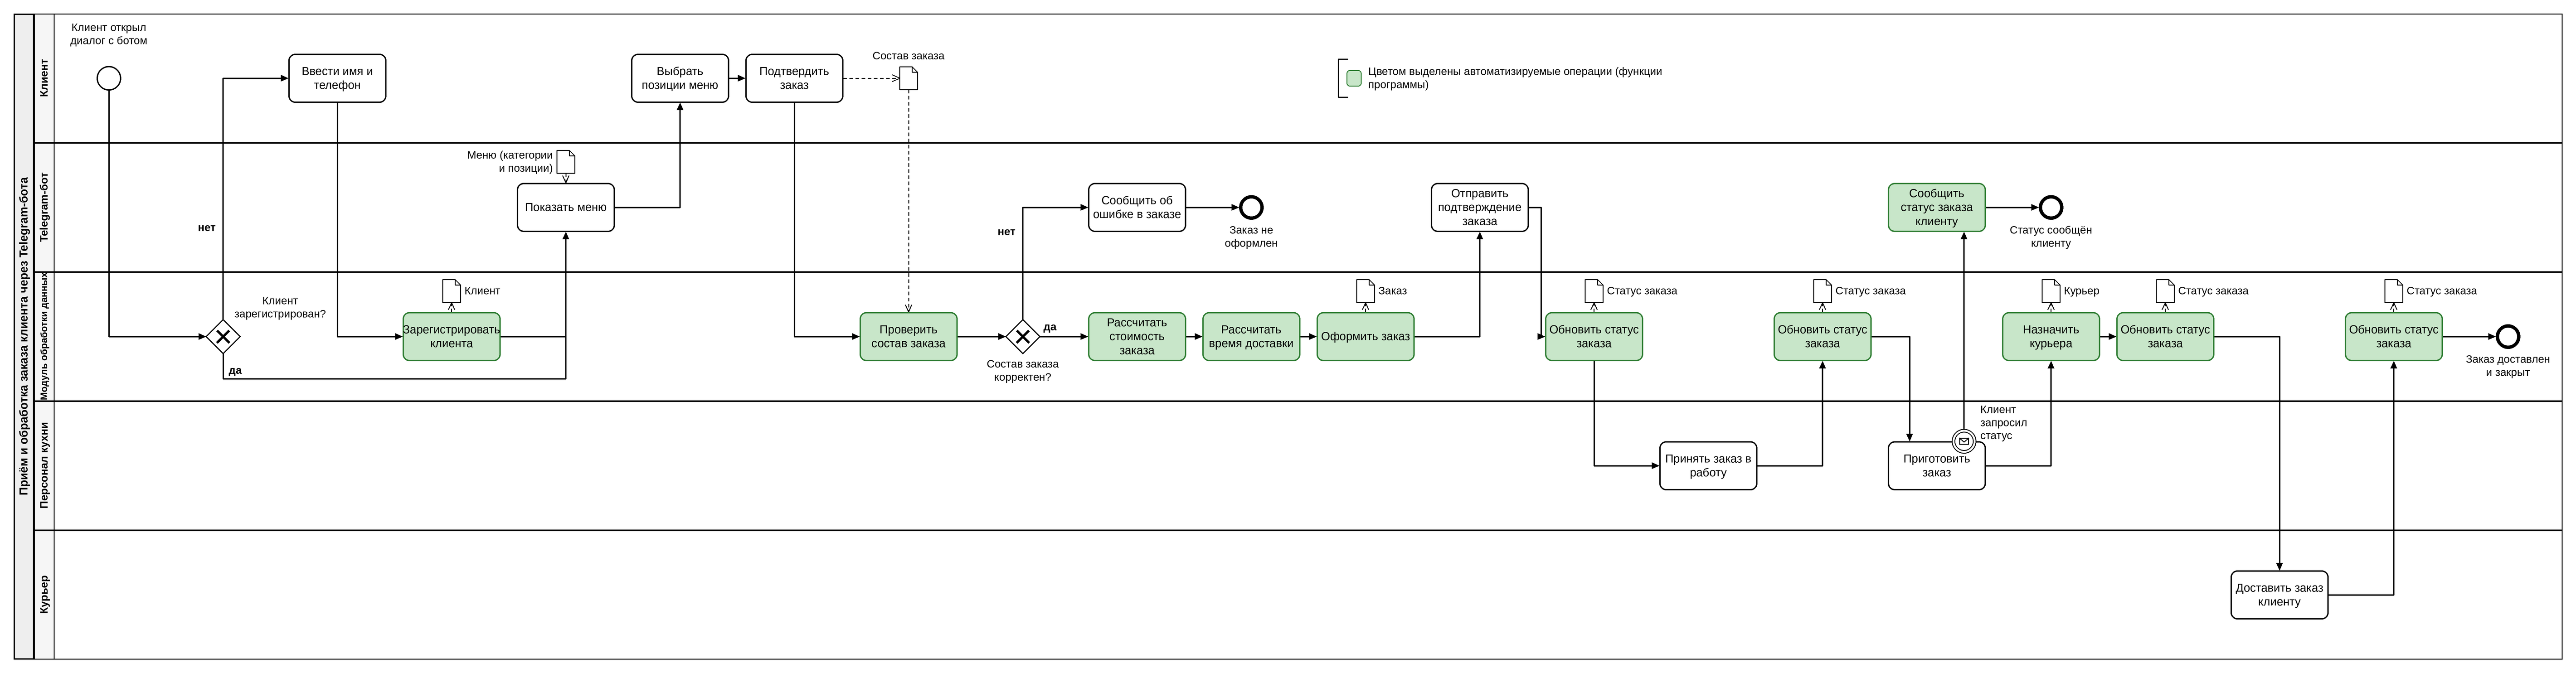 Приём и обработка заказа клиента через Telegram-бота
Клиент
Клиент открыл
диалог с ботом
Ввести имя и
телефон
Выбрать
позиции меню
Подтвердить
заказ
Состав заказа
Цветом выделены автоматизируемые операции (функции
программы)
Telegram-бот
нет
Меню (категории
и позиции)
Показать меню
нет
Сообщить об
ошибке в заказе
Заказ не
оформлен
Отправить
подтверждение
заказа
Сообщить
статус заказа
клиенту
Статус сообщён
клиенту
Модуль обработки данных
Клиент
зарегистрирован?
да
Клиент
Зарегистрировать
клиента
Проверить
состав заказа
да
Состав заказа
корректен?
Рассчитать
стоимость
заказа
Рассчитать
время доставки
Заказ
Оформить заказ
Статус заказа
Обновить статус
заказа
Статус заказа
Обновить статус
заказа
Курьер
Назначить
курьера
Статус заказа
Обновить статус
заказа
Статус заказа
Обновить статус
заказа
Заказ доставлен
и закрыт
Персонал кухни
Принять заказ в
работу
Клиент
запросил
статус
Приготовить
заказ
Курьер
Доставить заказ
клиенту